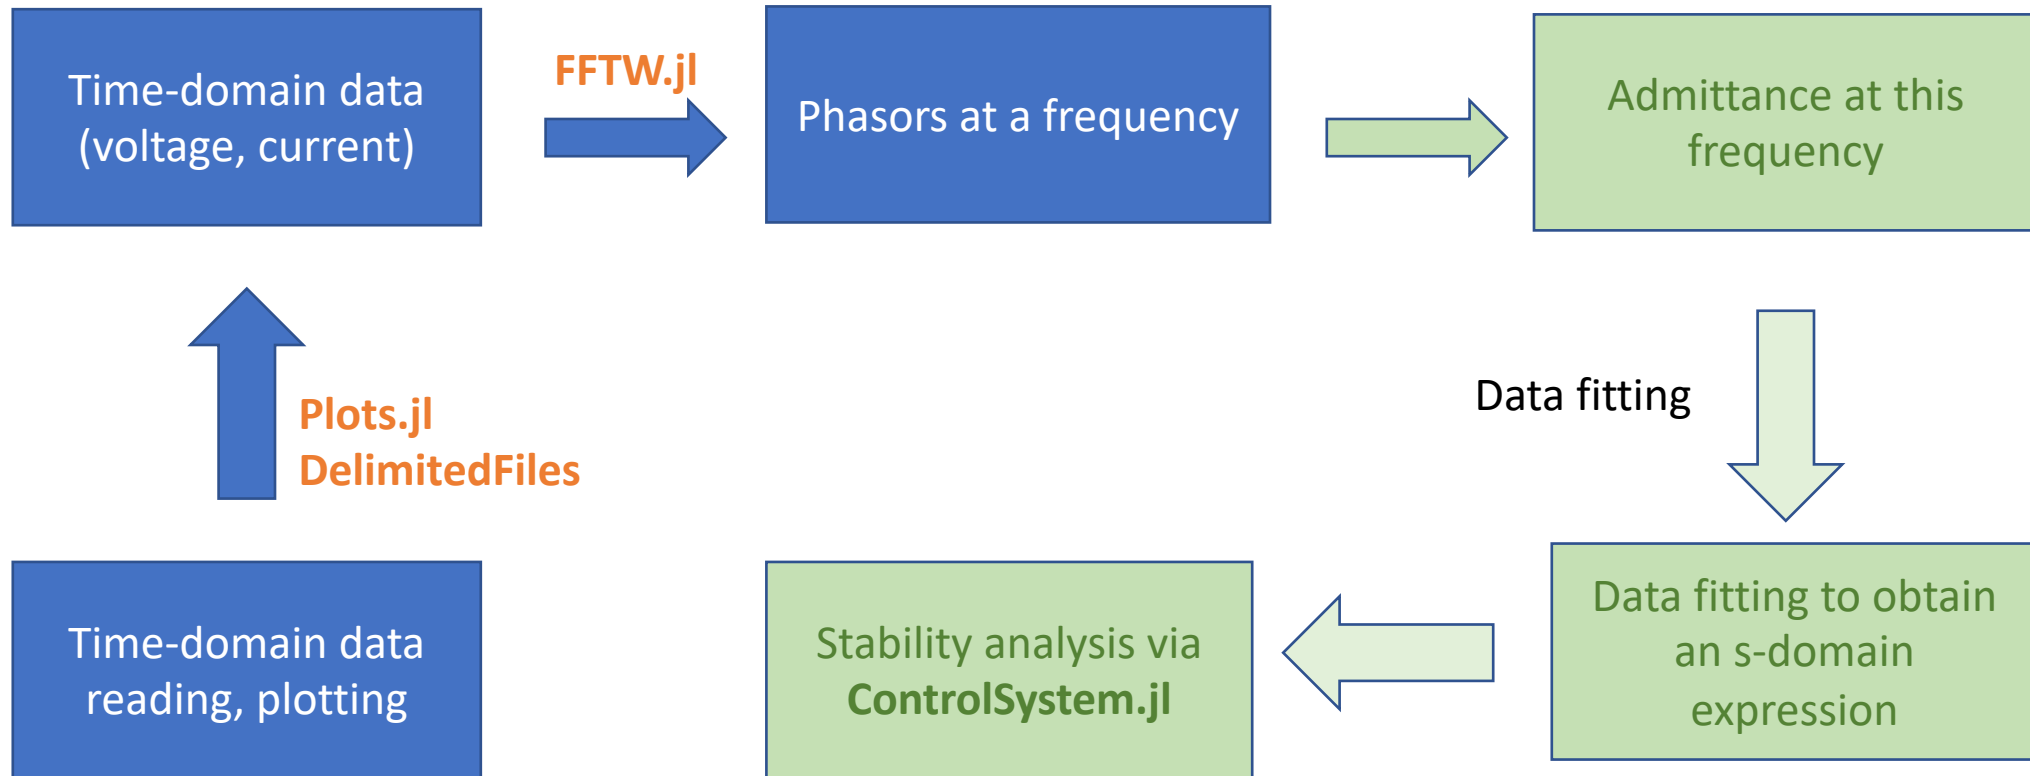 Time-domain data
(voltage, current)
FFTW.jl
Phasors at a frequency
Admittance at this
frequency
Plots.jl
DelimitedFiles
Data fitting
Time-domain data
reading, plotting
Stability analysis via
ControlSystem.jl
Data fitting to obtain
an s-domain
expression